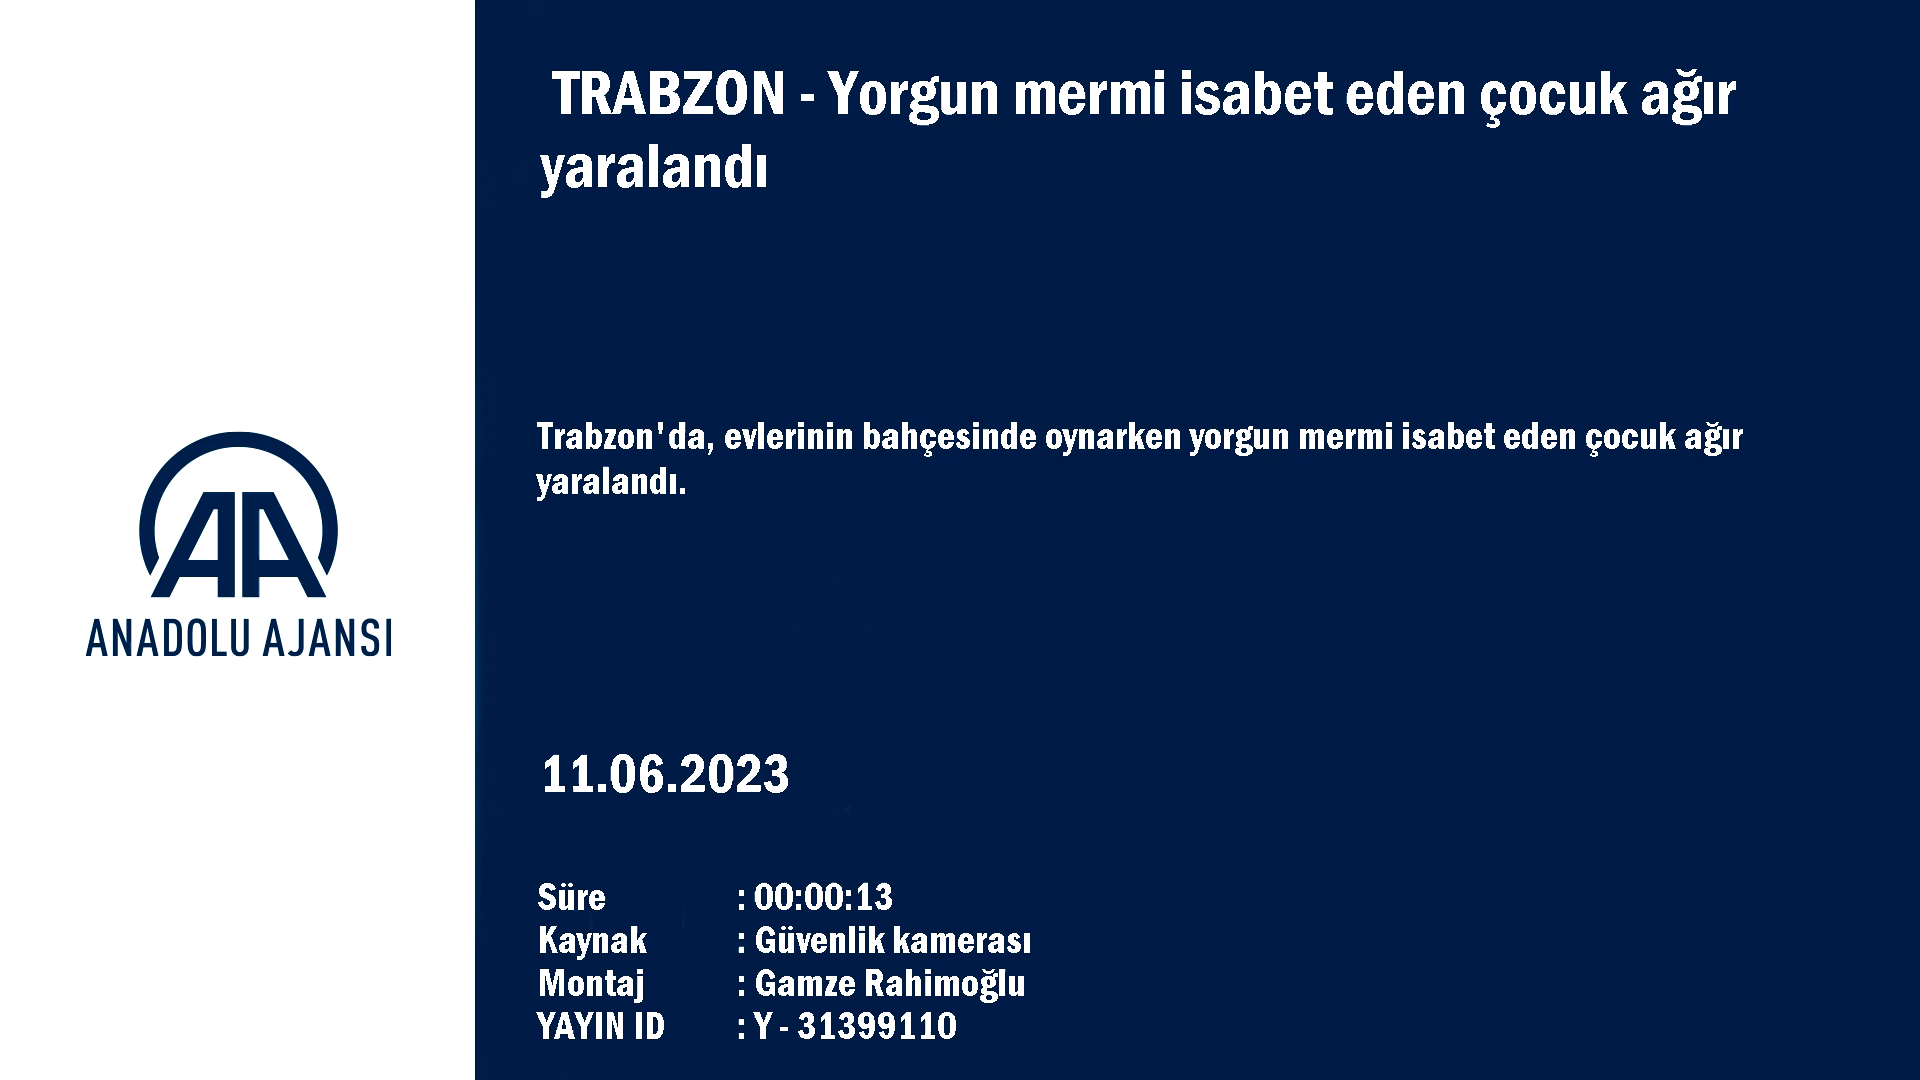 TRABZON - Yorgun mermi isabet eden çocuk ağır
yaralandı
Trabzon'da, evlerinin bahçesinde oynarken yorgun mermi isabet eden çocuk ağır
yaralandı.
AA
ANADOLU AJANSI
11.06.2023
Süre : 00:00:13
Kaynak : Güvenlik kamerası
Montaj : Gamze Rahimoğlu
YAYIN ID : Y - 31399110